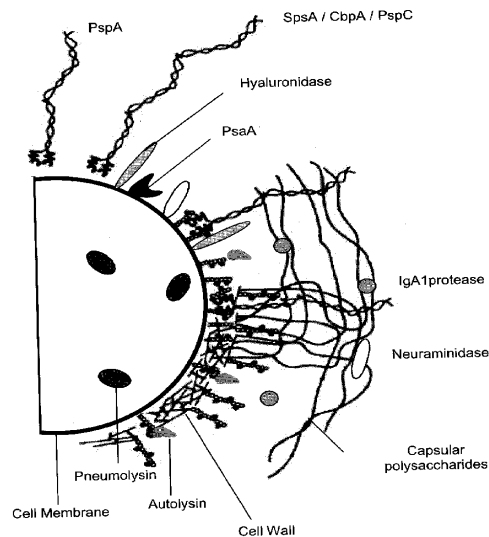 PspA
SpsA / CbpA / PspC
Hyaluronidase
PsaA
IgA1protease
Neuraminidase
Capsular
polysaccharides
Pneumolysin
Autolysin
Cell Membrane
Cell Wall